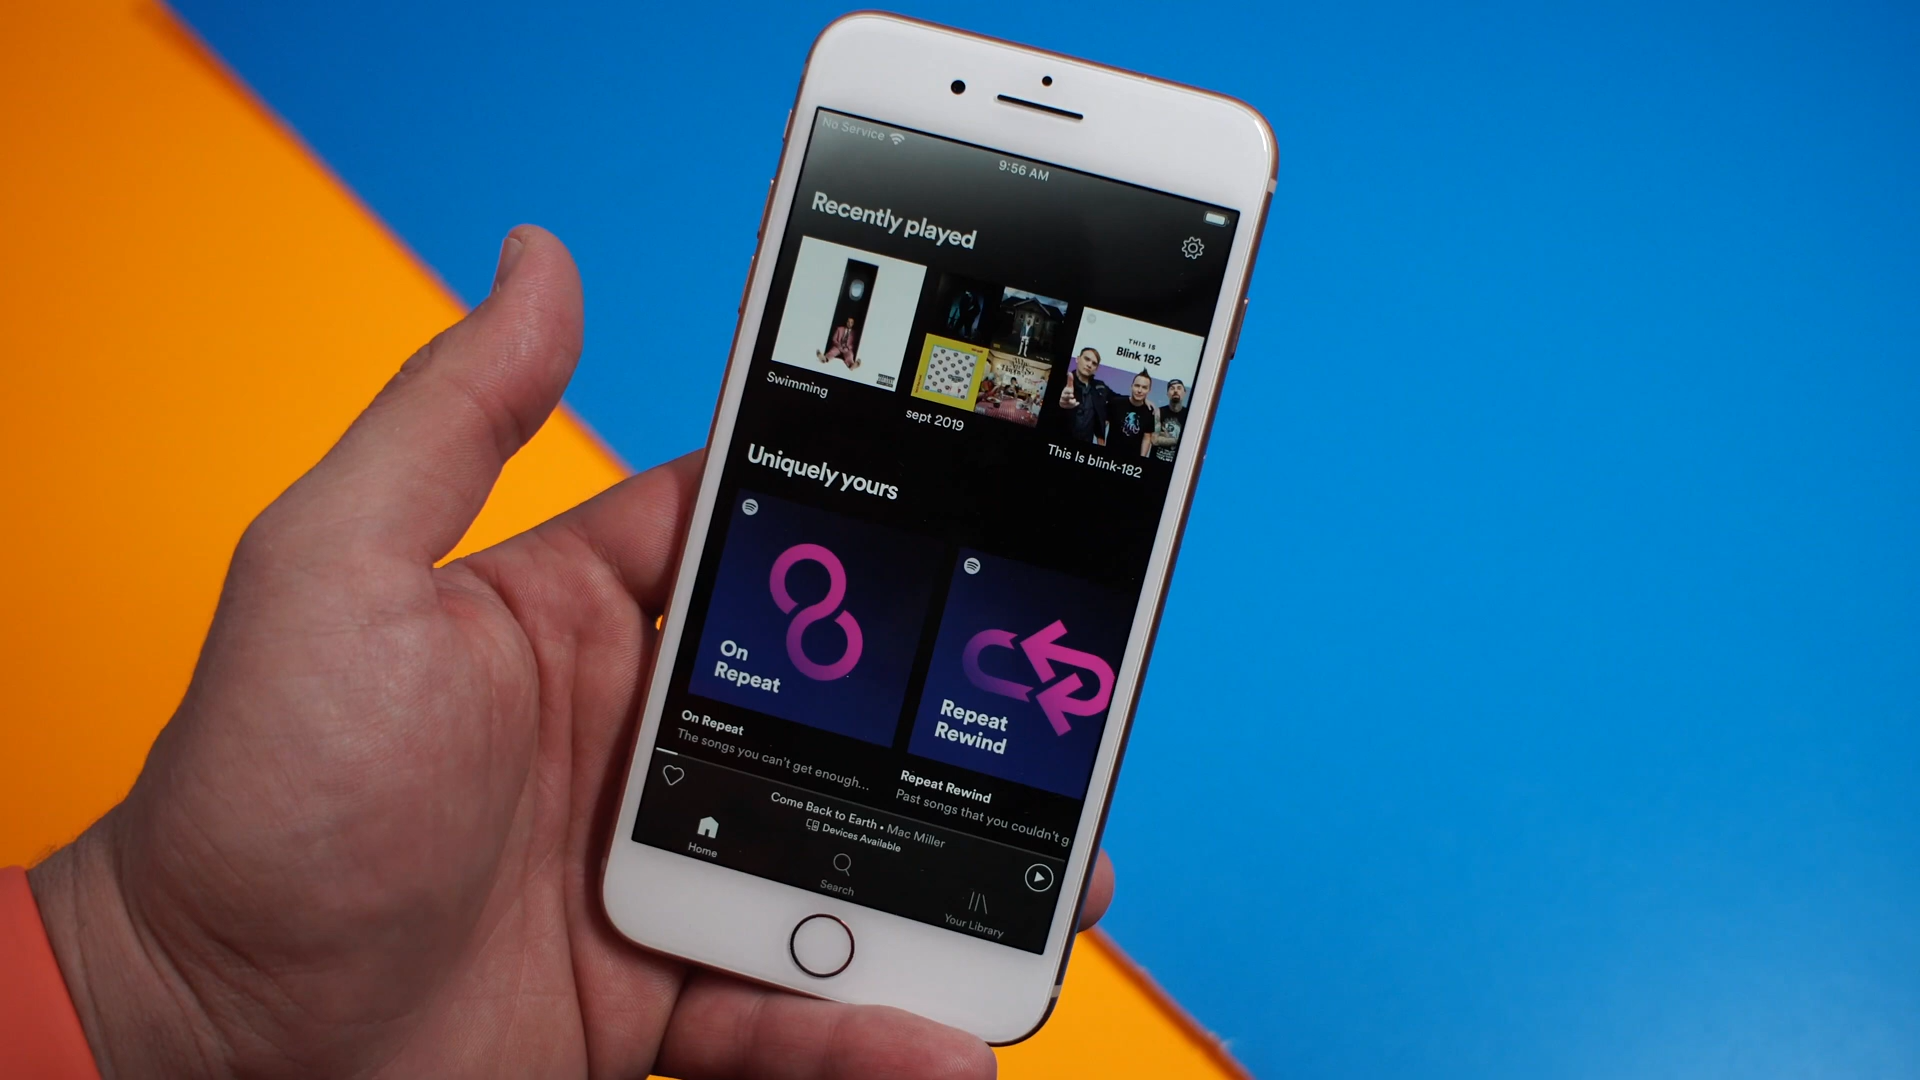 No Service
9:56 AM
Recently played
THIS IS
Blink 182
Swimming
sept 2019
This Is blink-182
Uniquely yours
On
Repeat
Repeat
Rewind
On Repeat
The songs you can't get enough...
Repeat Rewind
Past songs that you couldn't g
Come Back to Earth • Mac Miller
Devices Available
Home
Search
Your Library